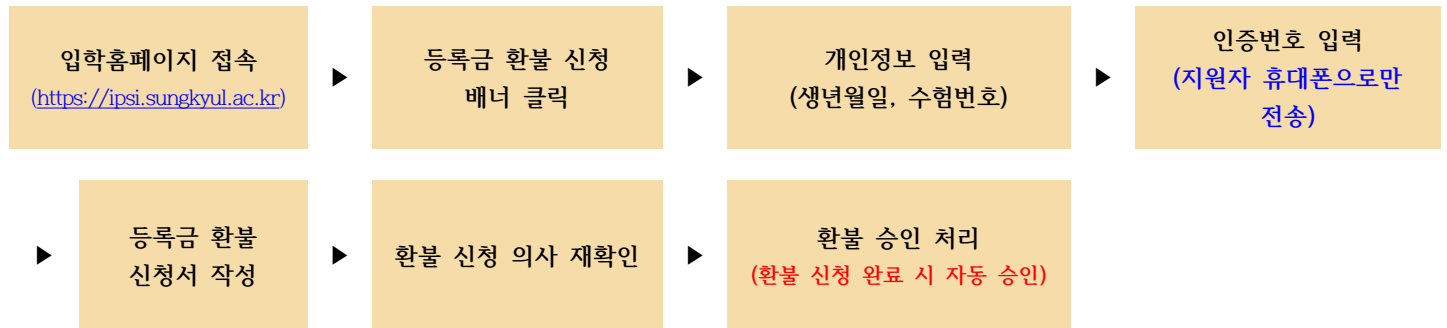 입학홈페이지 접속
(https://ipsi.sungkyul.ac.kr)
▶
등록금 환불 신청
배너 클릭
▶
개인정보 입력
(생년월일, 수험번호)
▶
인증번호 입력
(지원자 휴대폰으로만
전송)
▶
등록금 환불
신청서 작성
▶
환불 신청 의사 재확인
▶
환불 승인 처리
(환불 신청 완료 시 자동 승인)